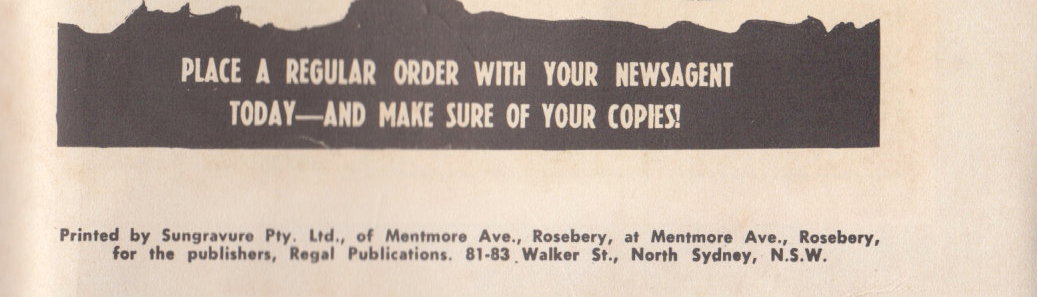 PLACE A REGULAR ORDER WITH YOUR NEWSAGENT
TODAY—AND MAKE SURE OF YOUR COPIES!
Printed by Sungravure Pty. Ltd., of Mentmore Ave., Rosebery, at Mentmore Ave., Rosebery,
for the publishers, Regal Publications. 81-83 Walker St., North Sydney, N.S.W.